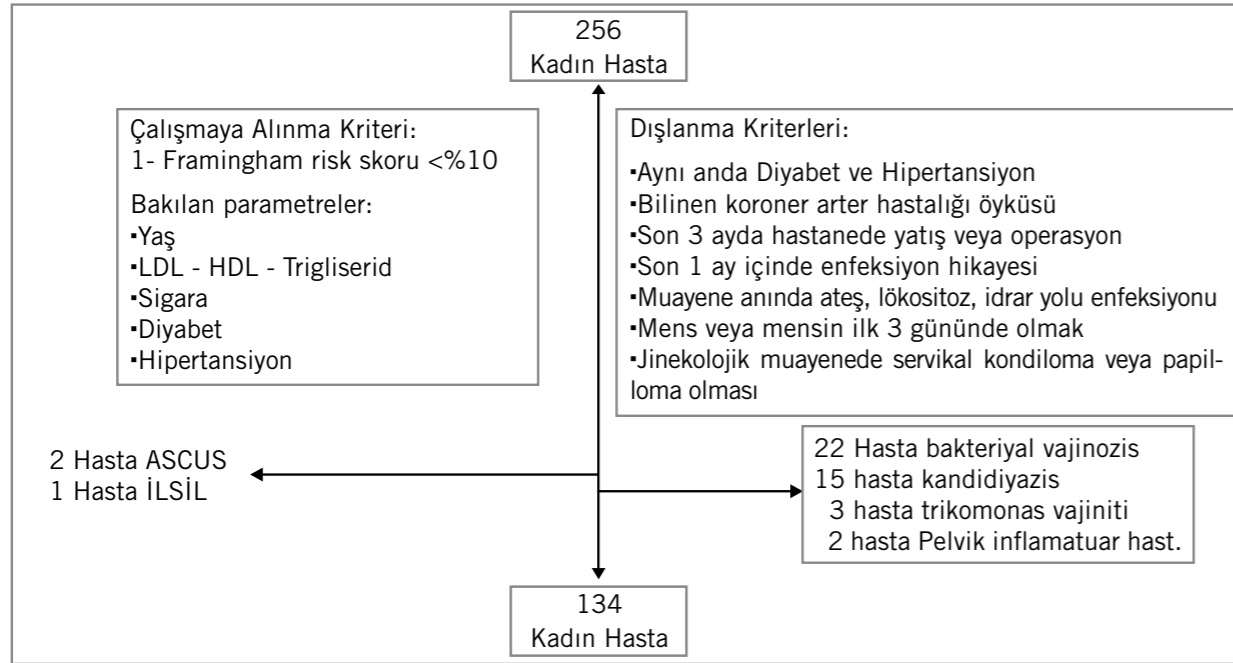 256
Kadın Hasta
Çalışmaya Alınma Kriteri:
1- Framingham risk skoru <%10
Bakılan parametreler:
▪Yaş
▪LDL - HDL - Trigliserid
▪Sigara
▪Diyabet
▪Hipertansiyon
Dışlanma Kriterleri:
▪Aynı anda Diyabet ve Hipertansiyon
▪Bilinen koroner arter hastalığı öyküsü
▪Son 3 ayda hastanede yatış veya operasyon
▪Son 1 ay içinde enfeksiyon hikayesi
▪Muayene anında ateş, lökositoz, idrar yolu enfeksiyonu
▪Mens veya mensin ilk 3 gününde olmak
▪Jinekolojik muayenede servikal kondiloma veya papil-
loma olması
2 Hasta ASCUS
1 Hasta İLSİL
22 Hasta bakteriyal vajinozis
15 hasta kandidiyazis
3 hasta trikomonas vajiniti
2 hasta Pelvik inflamatuar hast.
134
Kadın Hasta